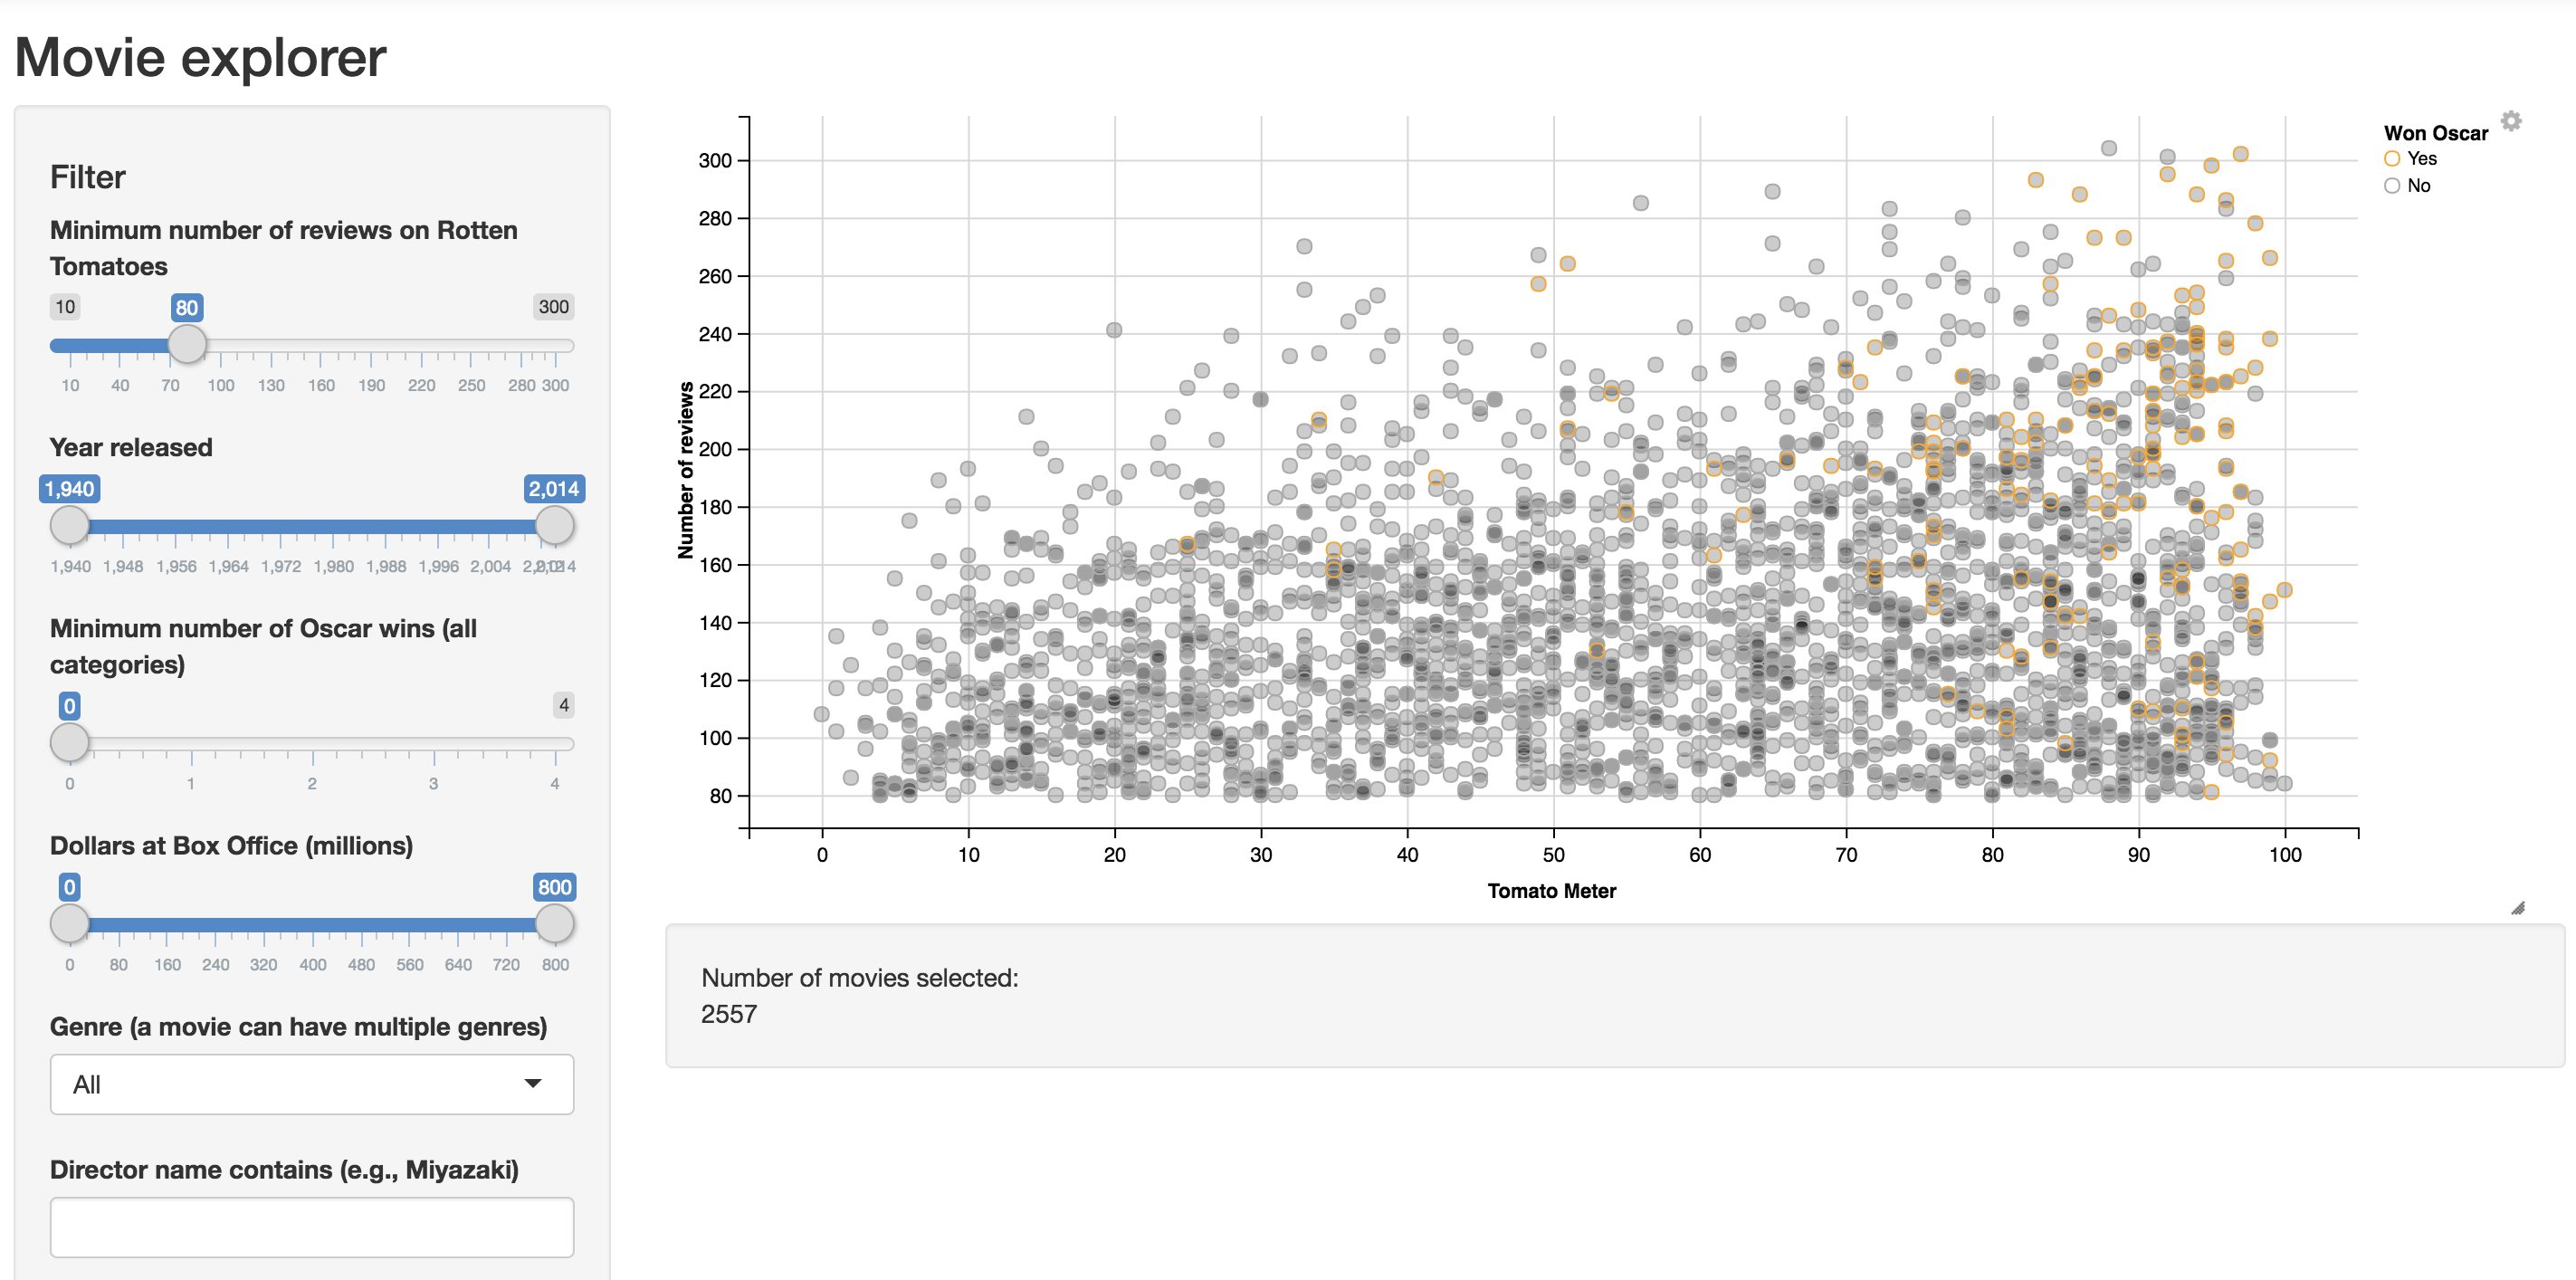 Movie explorer
Filter
Minimum number of reviews on Rotten
Tomatoes
10 80 300
10 40 70 100 130 160 190 220 250 280 300
Year released
1,940 2,014
1,940 1,948 1,956 1,964 1,972 1,980 1,988 1,996 2,004 2,012 2,014
Minimum number of Oscar wins (all
categories)
0 4
0 1 2 3 4
Dollars at Box Office (millions)
0 800
0 80 160 240 320 400 480 560 640 720 800
Genre (a movie can have multiple genres)
All
Director name contains (e.g., Miyazaki)
Number of reviews
300
280
260
240
220
200
180
160
140
120
100
80
0 10 20 30 40 50 60 70 80 90 100
Tomato Meter
Won Oscar
Yes
No
Number of movies selected:
2557